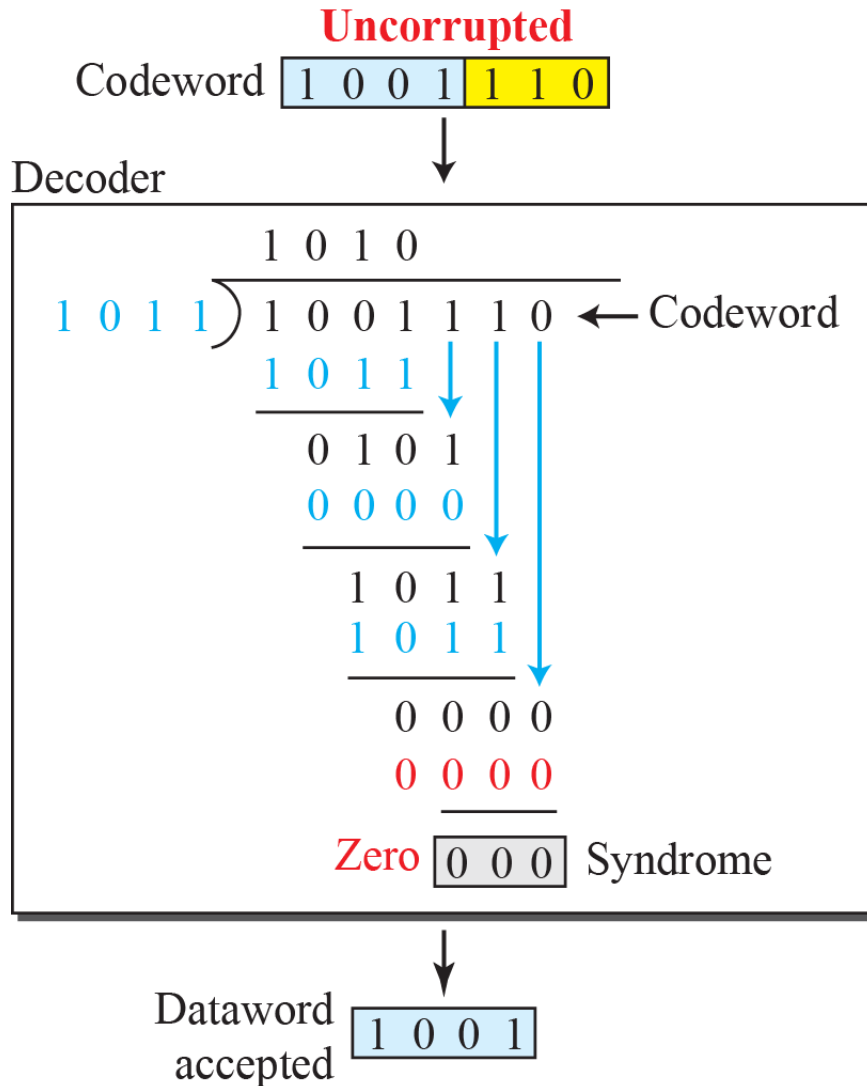 Uncorrupted
Codeword 1 0 0 1 1 1 0
Decoder
1 0 1 0
1 0 1 1 ) 1 0 0 1 1 1 0 Codeword
1 0 1 1
0 1 0 1
0 0 0 0
1 0 1 1
1 0 1 1
0 0 0 0
0 0 0 0
Zero 0 0 0 Syndrome
Dataword
accepted
1 0 0 1